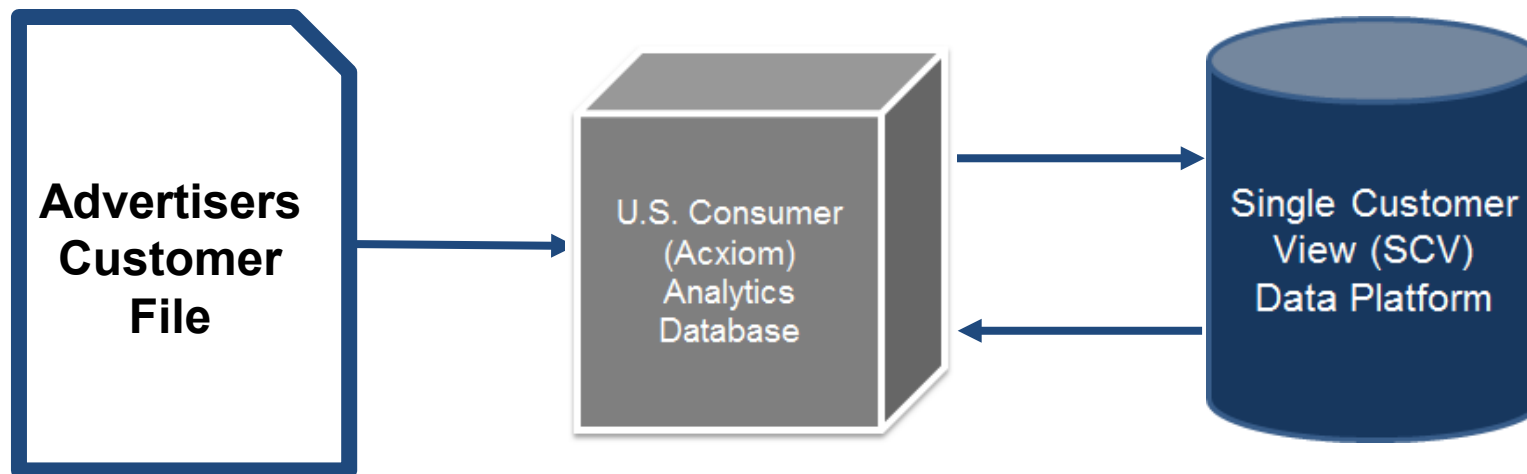 Advertisers
Customer
File
U.S. Consumer
(Acxiom)
Analytics
Database
Single Customer
View (SCV)
Data Platform